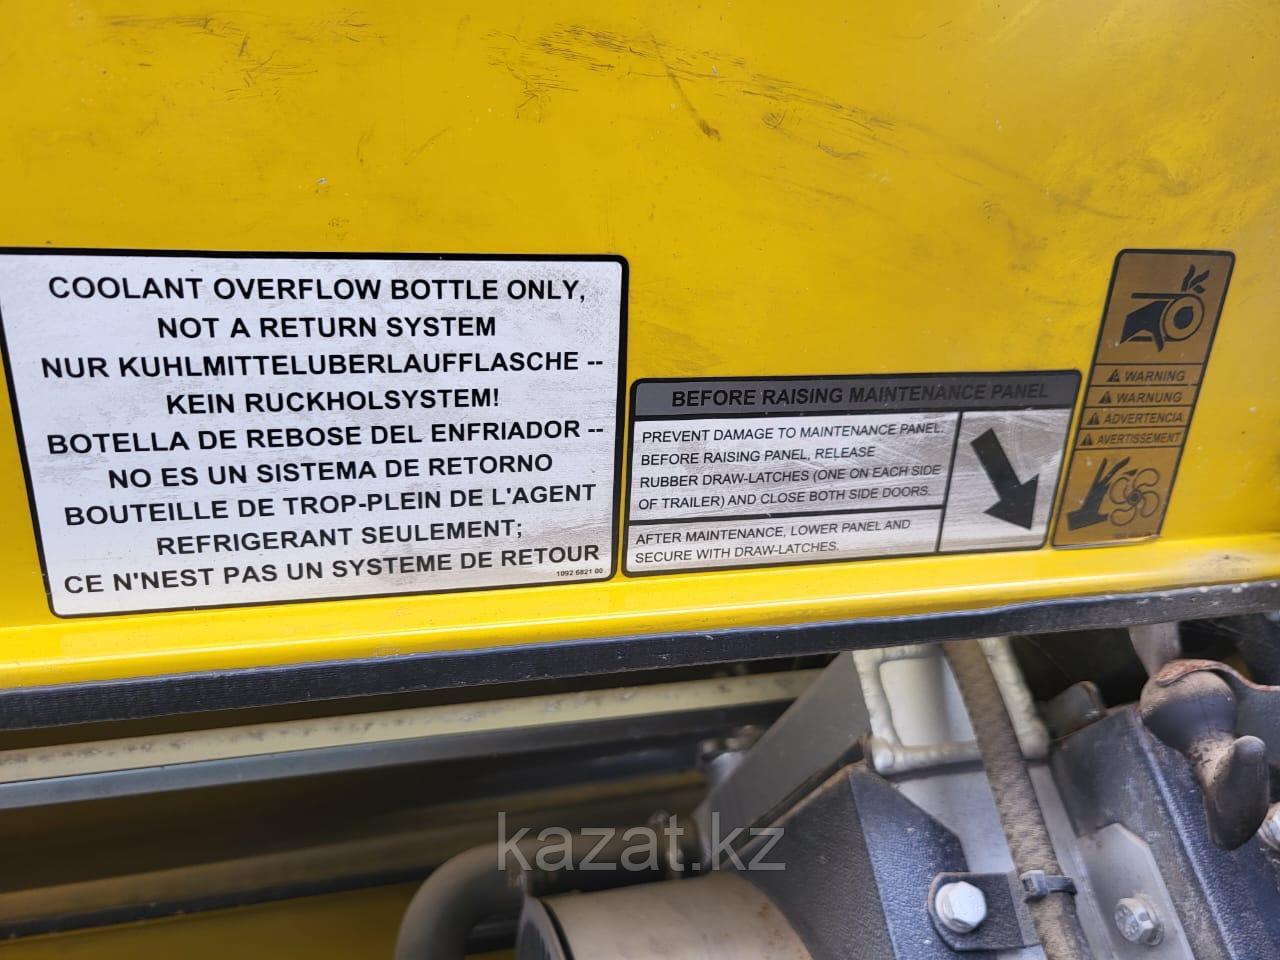 COOLANT OVERFLOW BOTTLE ONLY,
NOT A RETURN SYSTEM
NUR KUHLMITTELUBERLAUFFLASCHE --
KEIN RUCKHOLSYSTEM!
BOTELLA DE REBOSE DEL ENFRIADOR --
NO ES UN SISTEMA DE RETORNO
BOUTEILLE DE TROP-PLEIN DE L'AGENT
REFRIGERANT SEULEMENT;
CE N'NEST PAS UN SYSTEME DE RETOUR
1092 6821 00
BEFORE RAISING MAINTENANCE PANEL
PREVENT DAMAGE TO MAINTENANCE PANEL.
BEFORE RAISING PANEL, RELEASE
RUBBER DRAW-LATCHES (ONE ON EACH SIDE
OF TRAILER) AND CLOSE BOTH SIDE DOORS.
AFTER MAINTENANCE, LOWER PANEL AND
SECURE WITH DRAW-LATCHES.
WARNING
WARNUNG
ADVERTENCIA
AVERTISSEMENT
kazat.kz